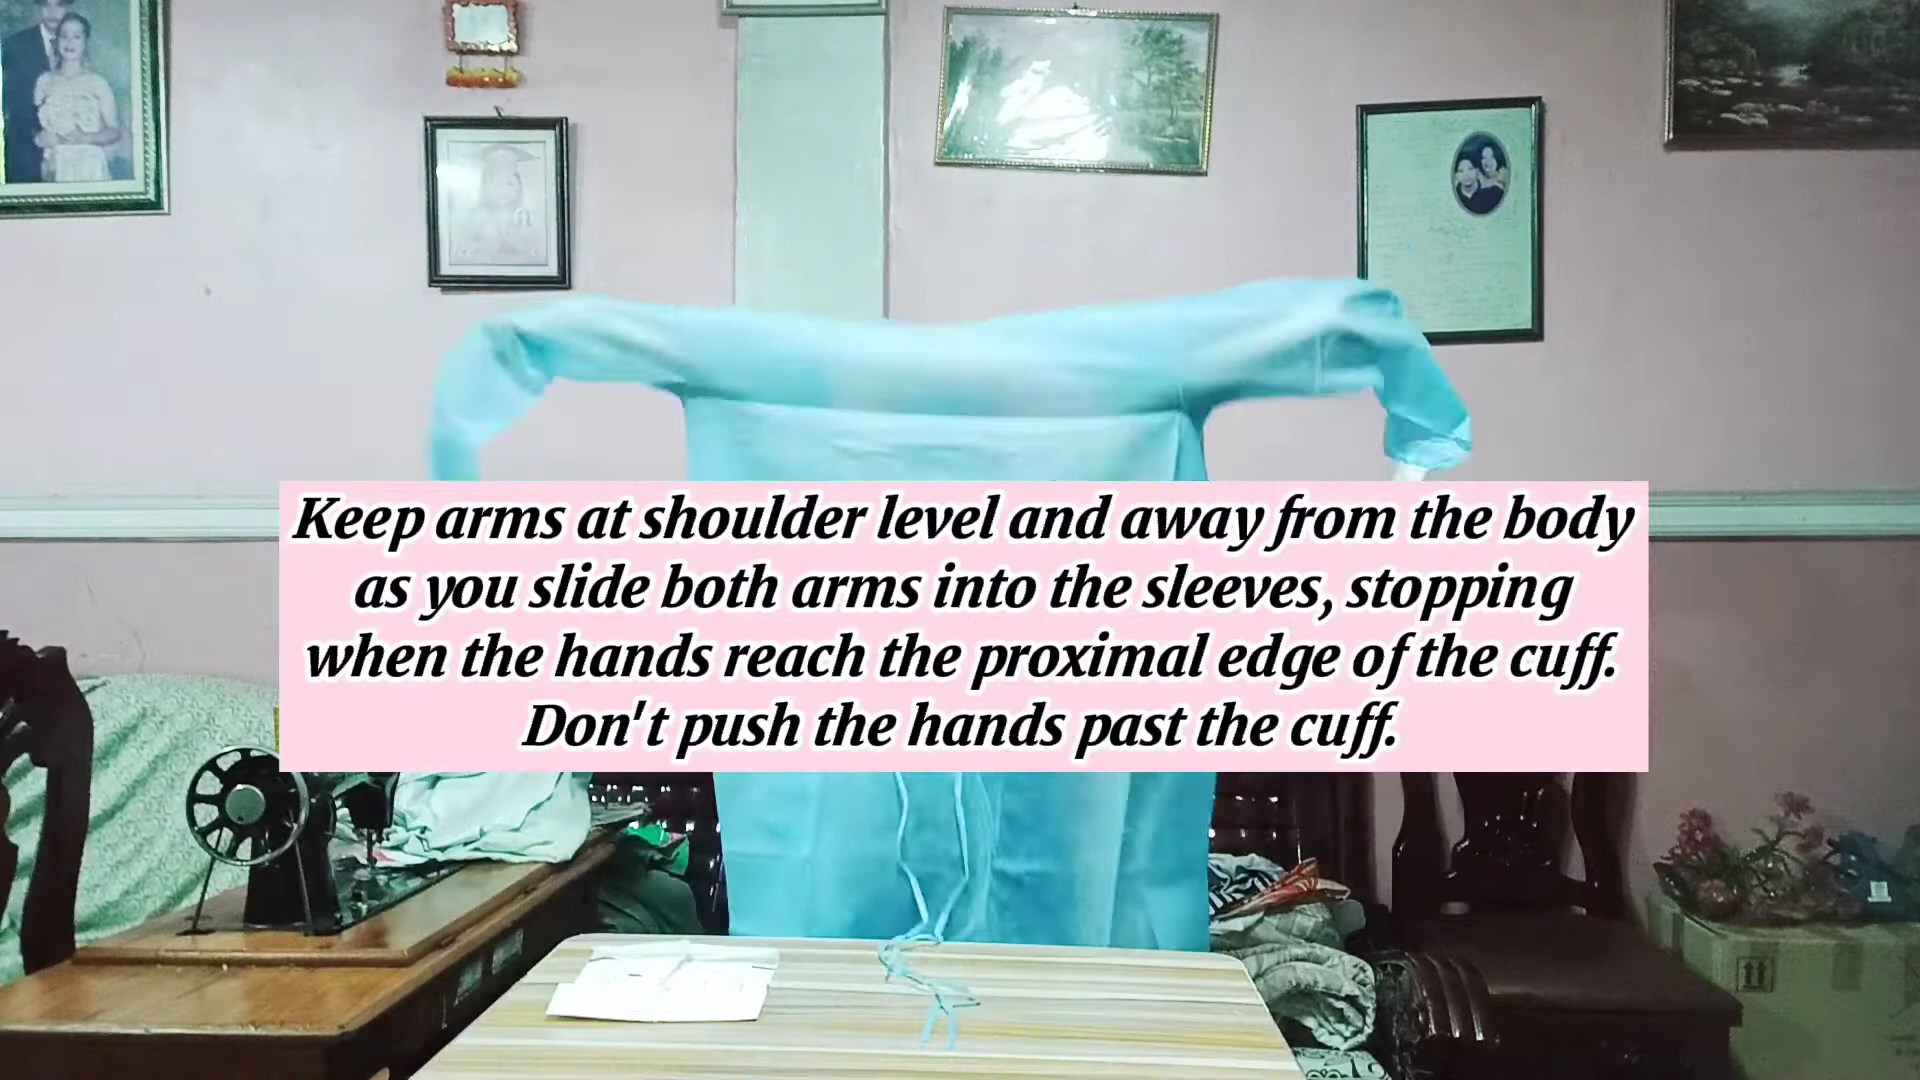 Keep arms at shoulder level and away from the body
as you slide both arms into the sleeves, stopping
when the hands reach the proximal edge of the cuff.
Don't push the hands past the cuff.